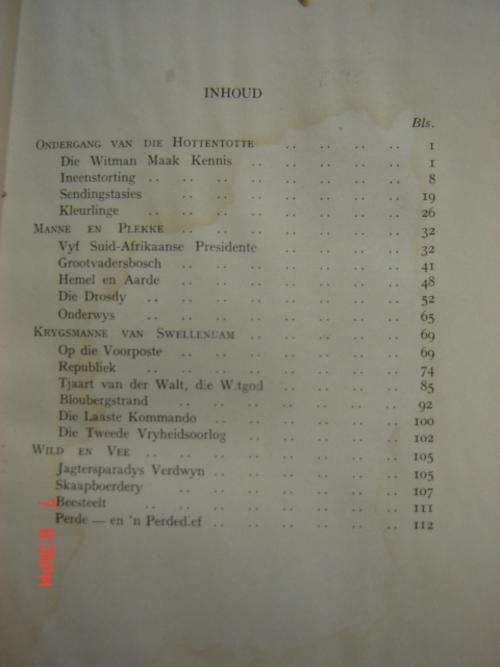 INHOUD
Bls.
ONDERGANG VAN DIE HOTTENTOTTE .. .. .. .. 1
Die Witman Maak Kennis .. .. .. .. .. 1
Ineenstorting .. .. .. .. .. .. .. 8
Sendingstasies .. .. .. .. .. .. .. 19
Kleurlinge .. .. .. .. .. .. .. .. 26
MANNE EN PLEKKE .. .. .. .. .. .. .. 32
Vyf Suid-Afrikaanse Presidente .. .. .. .. 32
Grootvadersbosch .. .. .. .. .. .. .. 41
Hemel en Aarde .. .. .. .. .. .. .. 48
Die Drosdy .. .. .. .. .. .. .. .. 52
Onderwys .. .. .. .. .. .. .. .. 65
KRYGSMANNE VAN SWELLENDAM .. .. .. .. .. 69
Op die Voorposte .. .. .. .. .. .. .. 69
Republiek .. .. .. .. .. .. .. .. 74
Tjaart van der Walt, die W.tgod .. .. .. .. 85
Bloubergstrand .. .. .. .. .. .. .. 92
Die Laaste Kommando .. .. .. .. .. .. 100
Die Tweede Vryheidsoorlog .. .. .. .. .. 102
WILD EN VEE .. .. .. .. .. .. .. .. 105
Jagtersparadys Verdwyn .. .. .. .. .. .. 105
Skaapboerdery .. .. .. .. .. .. .. 107
Beesteelt .. .. .. .. .. .. .. .. 111
Perde — en 'n Perded.ef .. .. .. .. .. .. 112